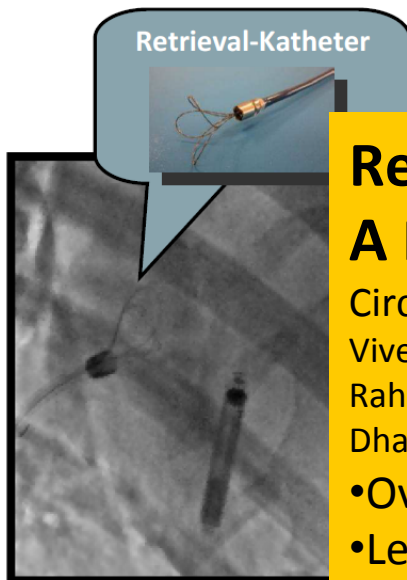 Retrieval-Katheter
Re
A
Circ
Vive
Rah
Dha
•Ov
•Le